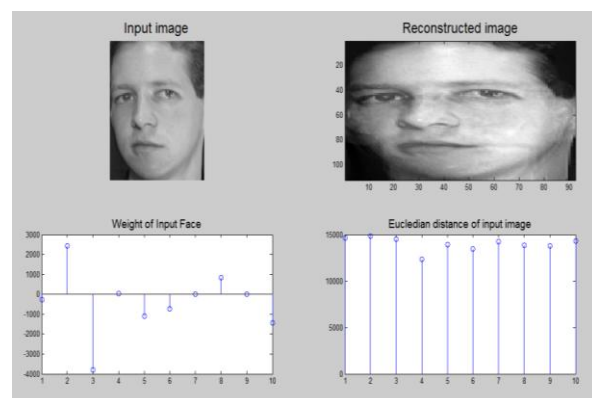 Input image
Reconstructed image
20
40
60
80
100
10 20 30 40 50 60 70 80 90
Weight of Input Face
3000
2000
1000
0
-1000
-2000
-3000
-4000
1 2 3 4 5 6 7 8 9 10
Eucledian distance of input image
15000
10000
5000
0
1 2 3 4 5 6 7 8 9 10